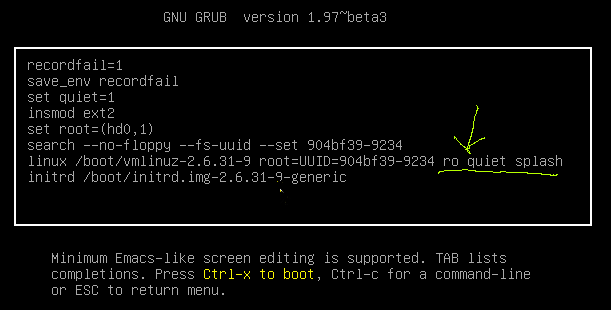 GNU GRUB version 1.97~beta3
recordfail=1
save_env recordfail
set quiet=1
insmod ext2
set root=(hd0,1)
search --no-floppy --fs-uuid --set 904bf39-9234
linux /boot/vmlinuz-2.6.31-9 root=UUID=904bf39-9234 ro quiet splash
initrd /boot/initrd.img-2.6.31-9-generic
Minimum Emacs-like screen editing is supported. TAB lists
completions. Press Ctrl-x to boot, Ctrl-c for a command-line
or ESC to return menu.